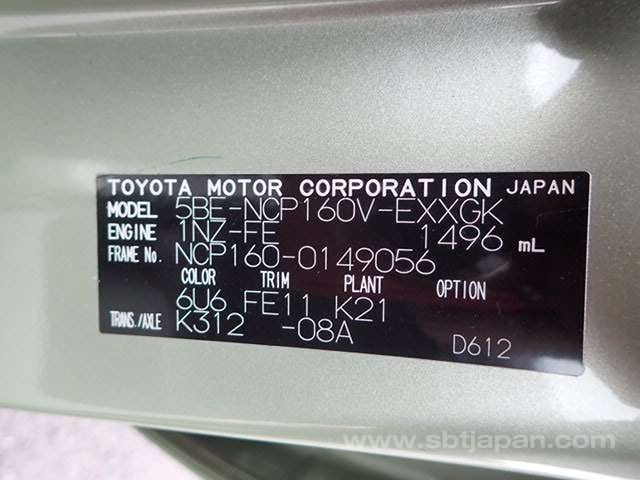 TOYOTA MOTOR CORPORATION JAPAN
MODEL 5BE-NCP160V-EXXGK
ENGINE 1NZ-FE 1496 mL
FRAME No. NCP160-0149056
COLOR TRIM PLANT OPTION
6U6 FE11 K21
TRANS./AXLE K312 -08A
D612
www.sbtjapan.com